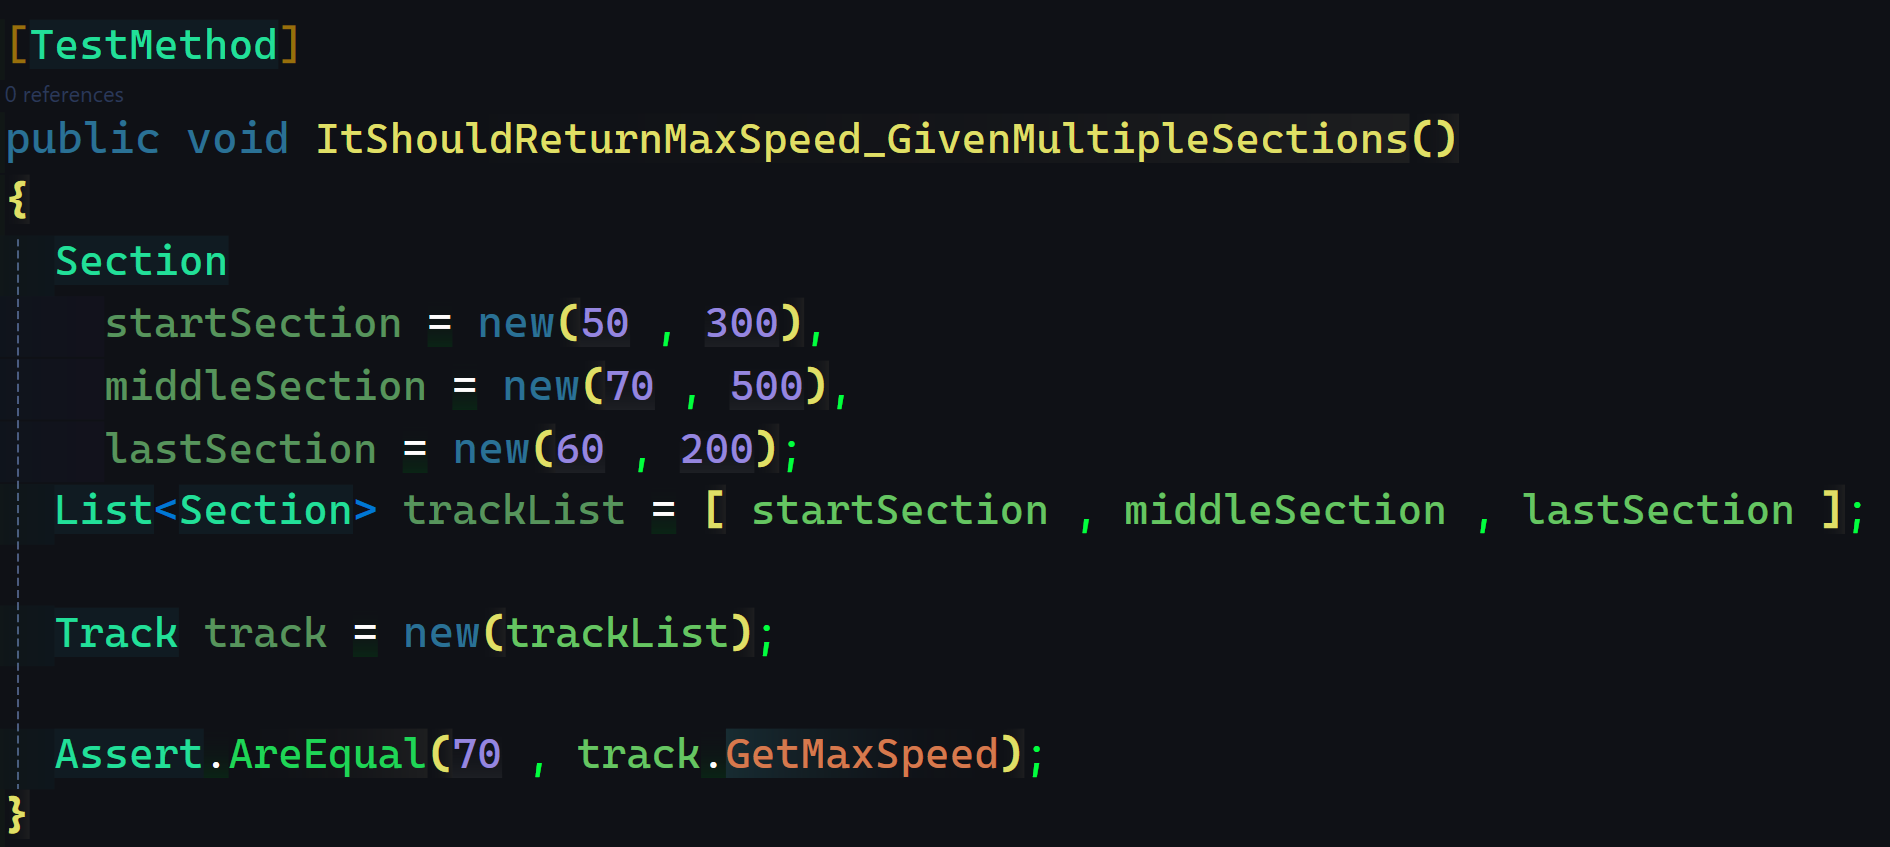 [TestMethod]
0 references
public void ItShouldReturnMaxSpeed_GivenMultipleSections()
{
Section
startSection = new(50 , 300),
middleSection = new(70 , 500),
lastSection = new(60 , 200);
List<Section> trackList = [ startSection , middleSection , lastSection ];
Track track = new(trackList);
Assert.AreEqual(70 , track.GetMaxSpeed);
}